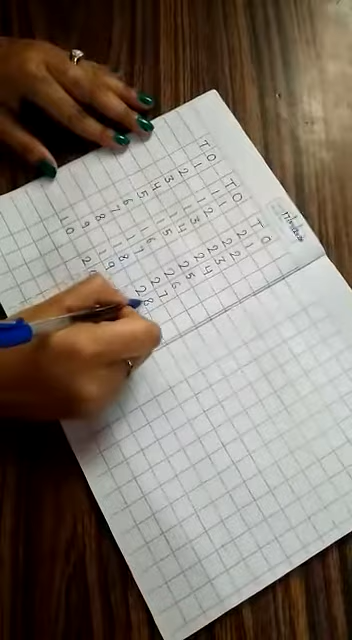 T O T O T O
1 1 1 2 1
2 1 2 2 2
3 1 3 2 3
4 1 4 2 4
5 1 5 2 5
6 1 6 2 6
7 1 7 2 7
8 1 8 2 8
9 1 9
1 0 2 0